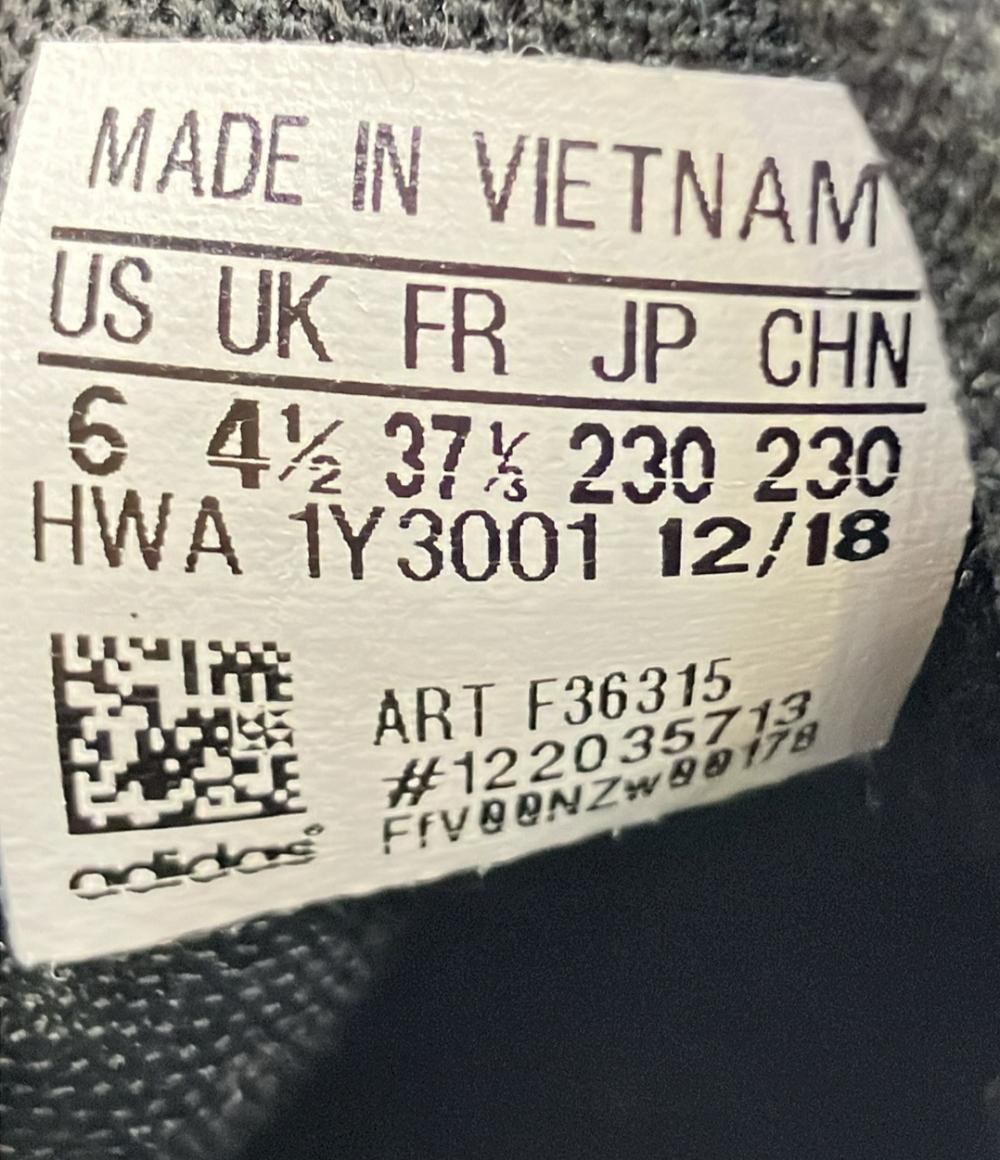 MADE IN VIETNAM
US UK FR JP CHN
6 4½ 37⅓ 230 230
HWA 1Y3001 12/18
ART F36315
#122035713
FfV00NZw00178
adidas®